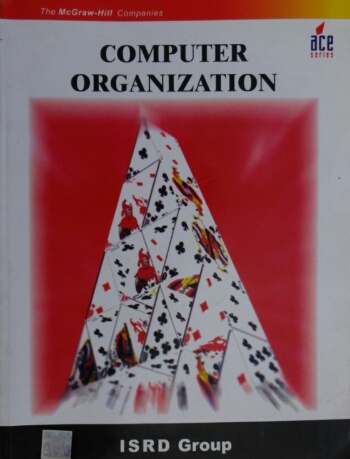 The McGraw-Hill Companies
ace
series
COMPUTER
ORGANIZATION
ISRD Group